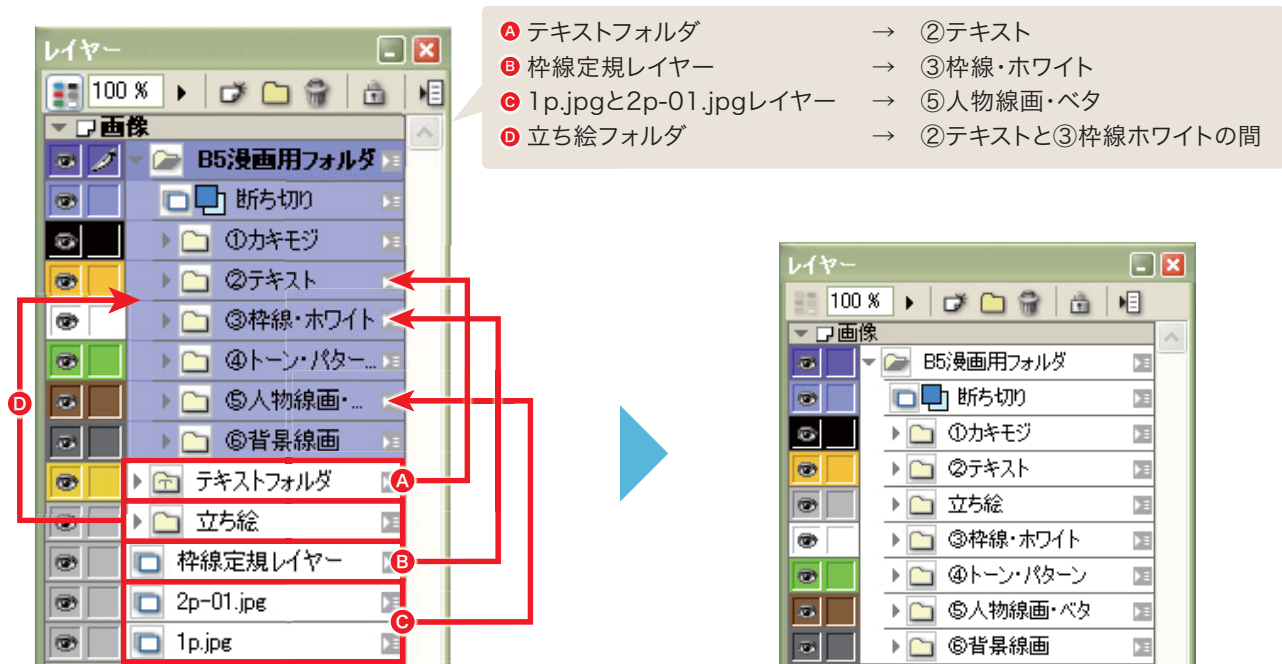 Ⓐ テキストフォルダ → ②テキスト
Ⓑ 枠線定規レイヤー → ③枠線・ホワイト
Ⓒ 1p.jpgと2p-01.jpgレイヤー → ⑤人物線画・ベタ
Ⓓ 立ち絵フォルダ → ②テキストと③枠線ホワイトの間
レイヤー
100 %
画像
B5漫画用フォルダ
断ち切り
①カキモジ
②テキスト
③枠線・ホワイト
④トーン・パター...
⑤人物線画・...
⑥背景線画
テキストフォルダ
立ち絵
枠線定規レイヤー
2p-01.jpg
1p.jpg
Ⓐ
Ⓑ
Ⓒ
Ⓓ
レイヤー
100 %
画像
B5漫画用フォルダ
断ち切り
①カキモジ
②テキスト
立ち絵
③枠線・ホワイト
④トーン・パターン
⑤人物線画・ベタ
⑥背景線画